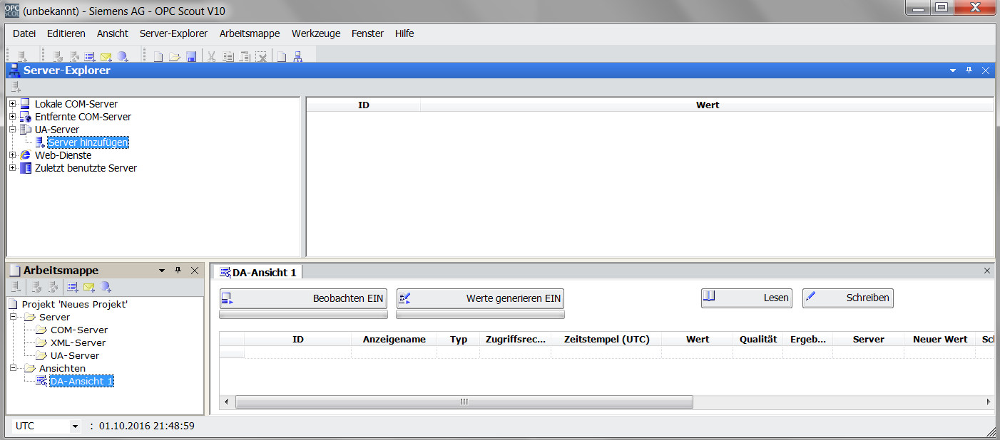 OPC SCOUT (unbekannt) - Siemens AG - OPC Scout V10
Datei Editieren Ansicht Server-Explorer Arbeitsmappe Werkzeuge Fenster Hilfe
Server-Explorer
Lokale COM-Server
Entfernte COM-Server
UA-Server
Server hinzufügen
Web-Dienste
Zuletzt benutzte Server
ID Wert
Arbeitsmappe
Projekt 'Neues Projekt'
Server
COM-Server
XML-Server
UA-Server
Ansichten
DA-Ansicht 1
DA-Ansicht 1
Beobachten EIN Werte generieren EIN Lesen Schreiben
ID Anzeigename Typ Zugriffsrec... Zeitstempel (UTC) Wert Qualität Ergeb... Server Neuer Wert Scl
UTC : 01.10.2016 21:48:59